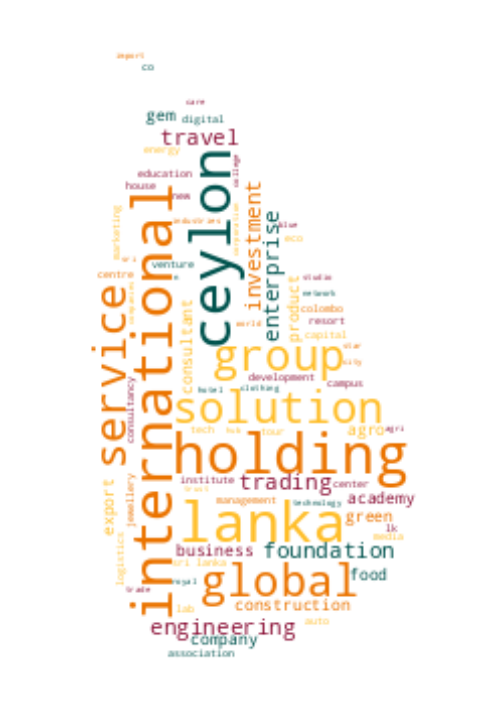 export
co
care
gem
digital
travel
energy
college
education
house
new
ceylon
international
investment
marketing
industries
corporation
enterprise
blue
eco
venture
centre
studio
network
product
colombo
resort
world
capital
service
consultant
group
star
city
development
campus
hotel
clothing
consultancy
solution
tech
hub
tour
agro
agri
holding
institute
trading
center
export
jewellery
management
technology
academy
lanka
green
lk
media
business
foundation
logistics
sri lanka
food
royal
global
trade
lab
construction
auto
engineering
company
association